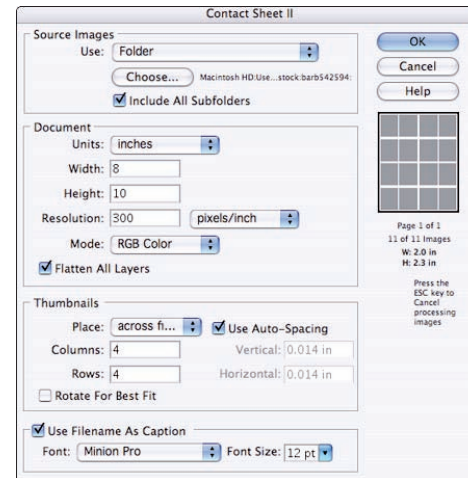 Contact Sheet II
Source Images
Use: Folder
Choose... Macintosh HD:Use...stock:barb542594:
Include All Subfolders
Document
Units: inches
Width: 8
Height: 10
Resolution: 300 pixels/inch
Mode: RGB Color
Flatten All Layers
Thumbnails
Place: across fi... Use Auto-Spacing
Columns: 4 Vertical: 0.014 in
Rows: 4 Horizontal: 0.014 in
Rotate For Best Fit
Use Filename As Caption
Font: Minion Pro Font Size: 12 pt
OK
Cancel
Help
Page 1 of 1
11 of 11 Images
W: 2.0 in
H: 2.3 in
Press the
ESC key to
Cancel
processing
images